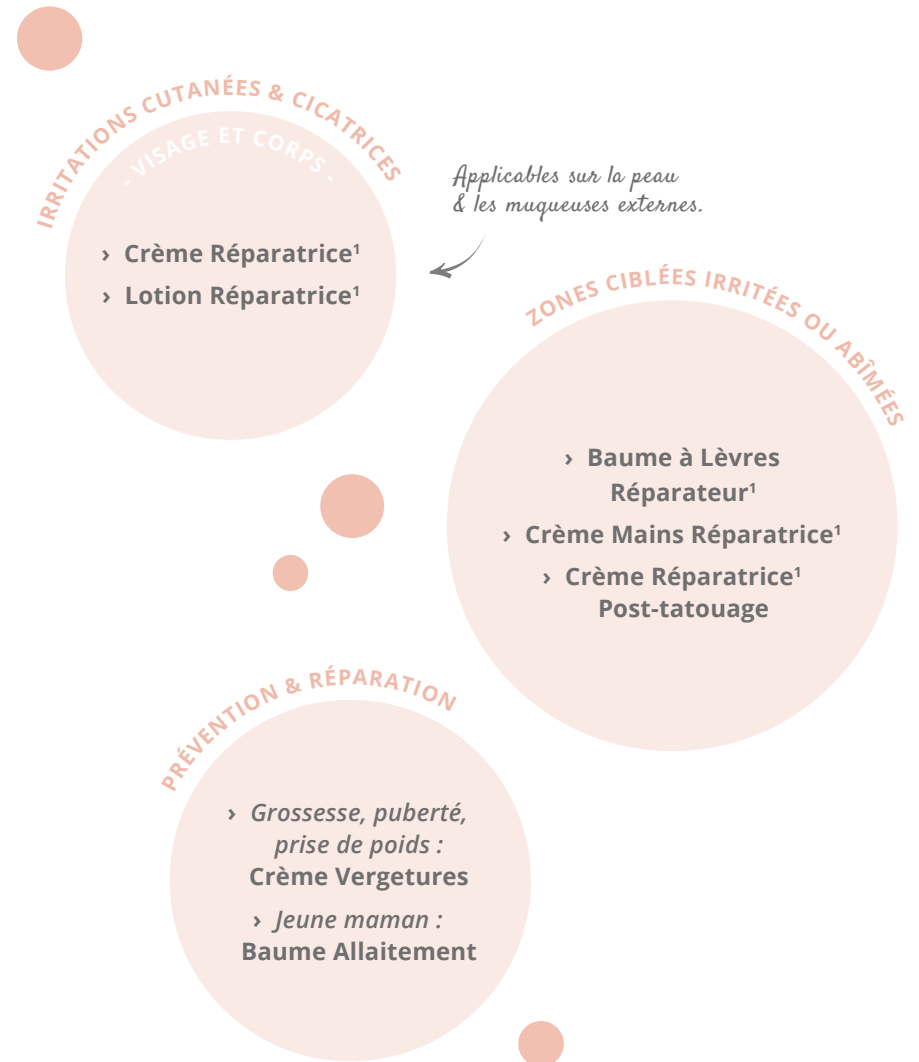 IRRITATIONS CUTANÉES & CICATRICES
- VISAGE ET CORPS -
› Crème Réparatrice¹
› Lotion Réparatrice¹
Applicables sur la peau
& les muqueuses externes.
ZONES CIBLÉES IRRITÉES OU ABÎMÉES
› Baume à Lèvres
Réparateur¹
› Crème Mains Réparatrice¹
› Crème Réparatrice¹
Post-tatouage
PRÉVENTION & RÉPARATION
› Grossesse, puberté,
prise de poids :
Crème Vergetures
› Jeune maman :
Baume Allaitement